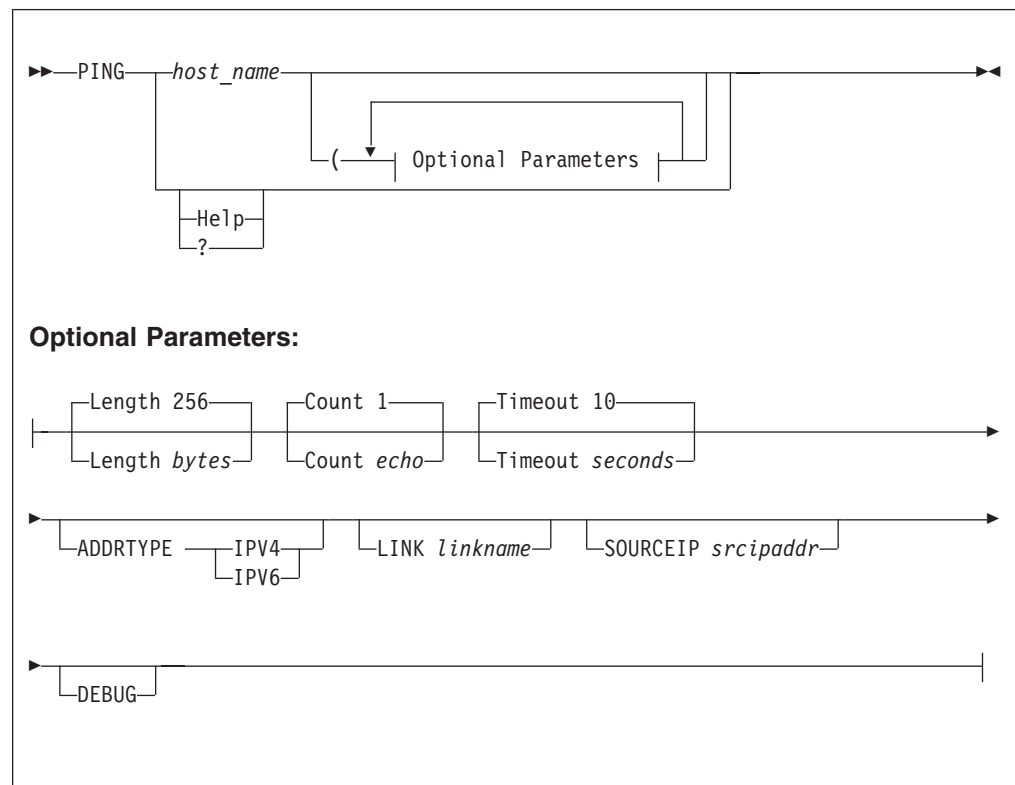 PING host_name
( Optional Parameters
Help
?
Optional Parameters:
Length 256 Count 1 Timeout 10
Length bytes Count echo Timeout seconds
ADDRTYPE IPV4 LINK linkname SOURCEIP srcipaddr
IPV6
DEBUG